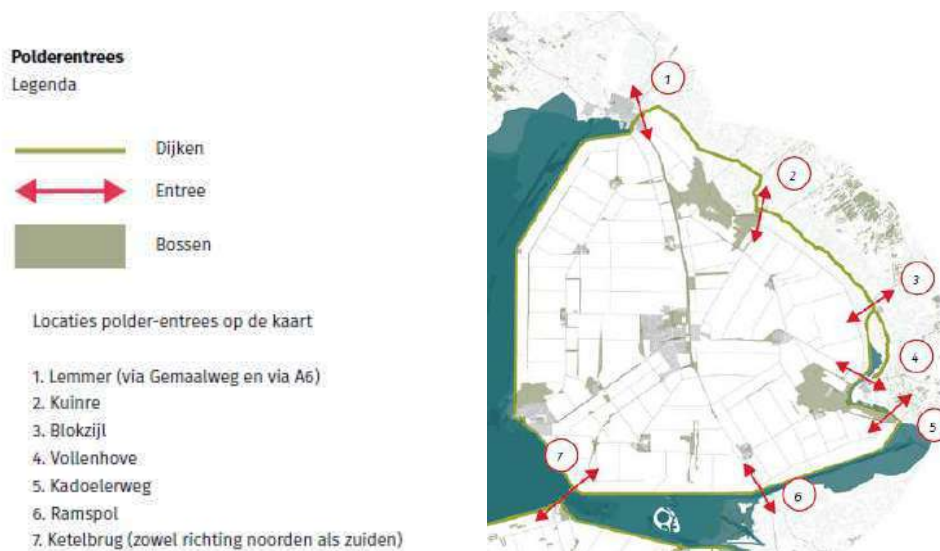 Polderentrees
Legenda
Dijken
Entree
Bossen
Locaties polder-entrees op de kaart
1. Lemmer (via Gemaalweg en via A6)
2. Kuinre
3. Blokzijl
4. Vollenhove
5. Kadoelerweg
6. Ramspol
7. Ketelbrug (zowel richting noorden als zuiden)
1
2
3
4
5
6
7